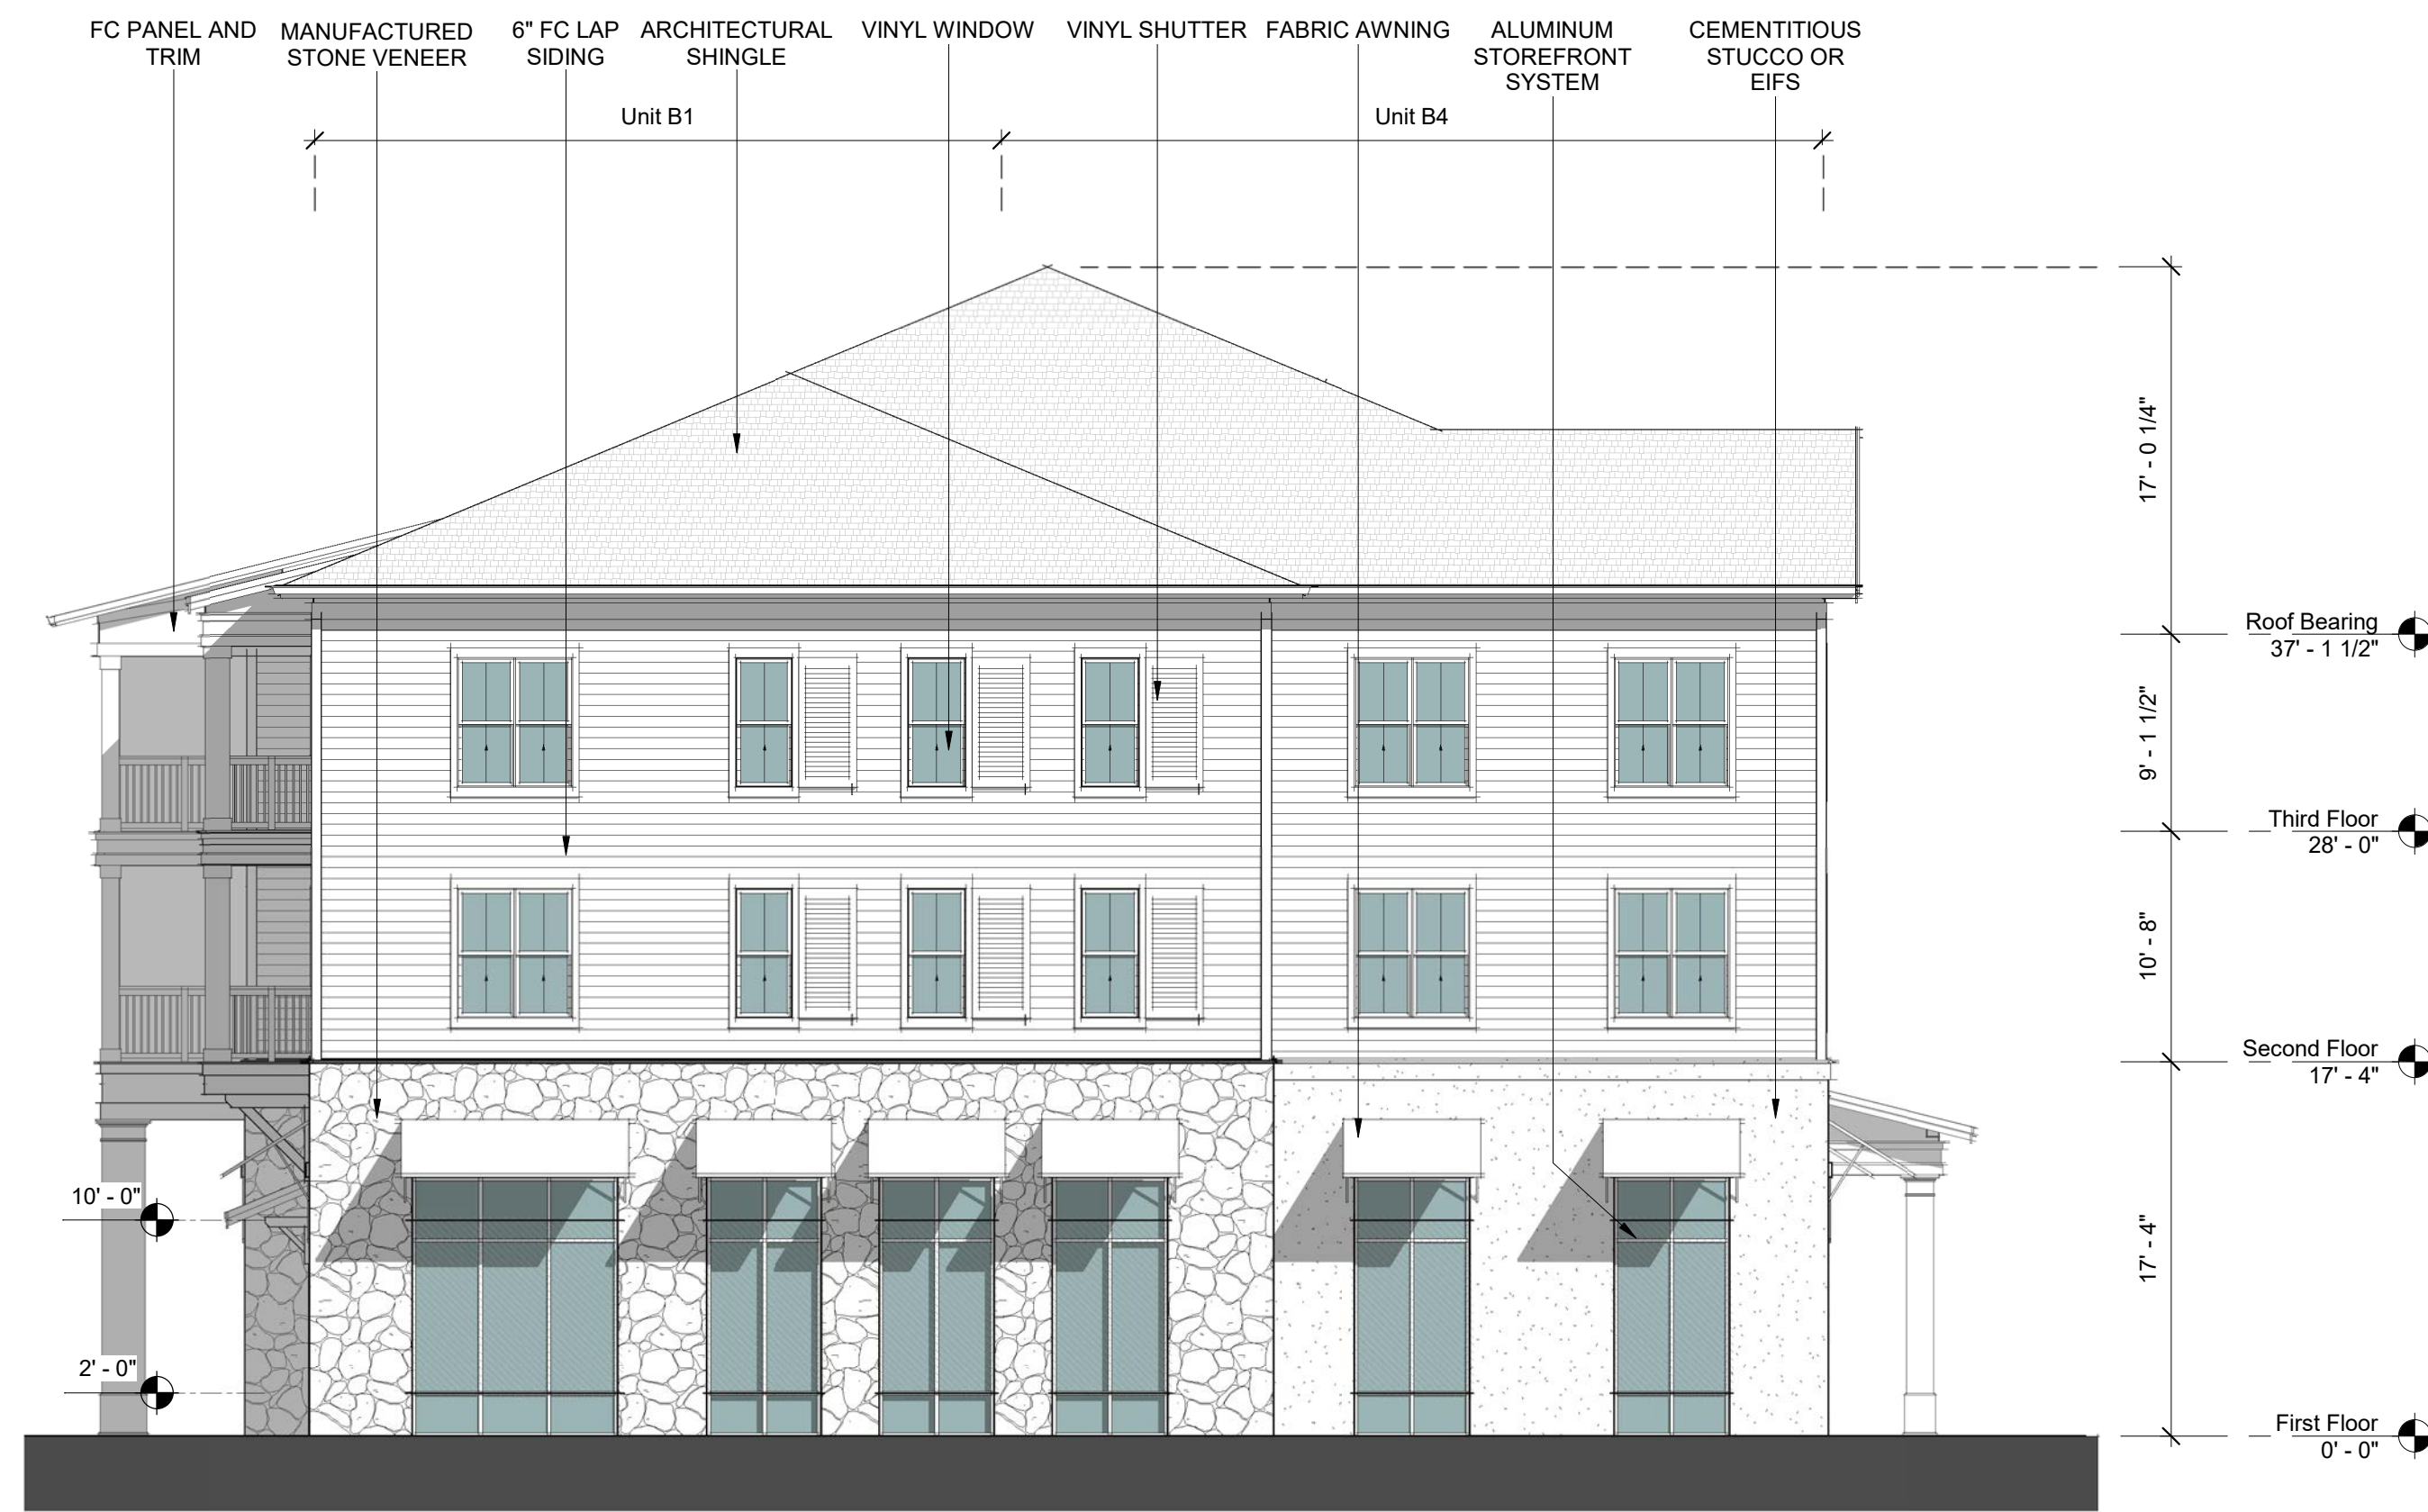 FC PANEL AND
TRIM
MANUFACTURED
STONE VENEER
6" FC LAP
SIDING
ARCHITECTURAL
SHINGLE
VINYL WINDOW
VINYL SHUTTER
FABRIC AWNING
ALUMINUM
STOREFRONT
SYSTEM
CEMENTITIOUS
STUCCO OR
EIFS
Unit B1
Unit B4
17' - 0 1/4"
Roof Bearing
37' - 1 1/2"
9' - 1 1/2"
Third Floor
28' - 0"
10' - 8"
Second Floor
17' - 4"
10' - 0"
17' - 4"
2' - 0"
First Floor
0' - 0"